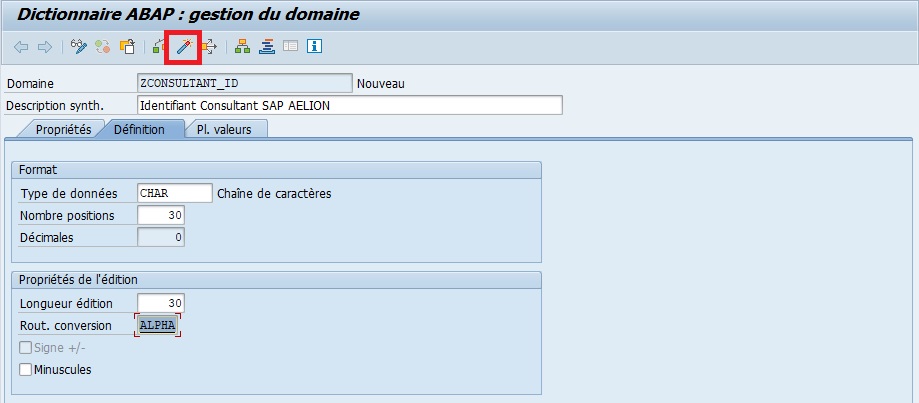 Dictionnaire ABAP : gestion du domaine
Domaine ZCONSULTANT_ID Nouveau
Description synth. Identifiant Consultant SAP AELION
Propriétés Définition Pl. valeurs
Format
Type de données CHAR Chaîne de caractères
Nombre positions 30
Décimales 0
Propriétés de l'édition
Longueur édition 30
Rout. conversion ALPHA
Signe +/-
Minuscules